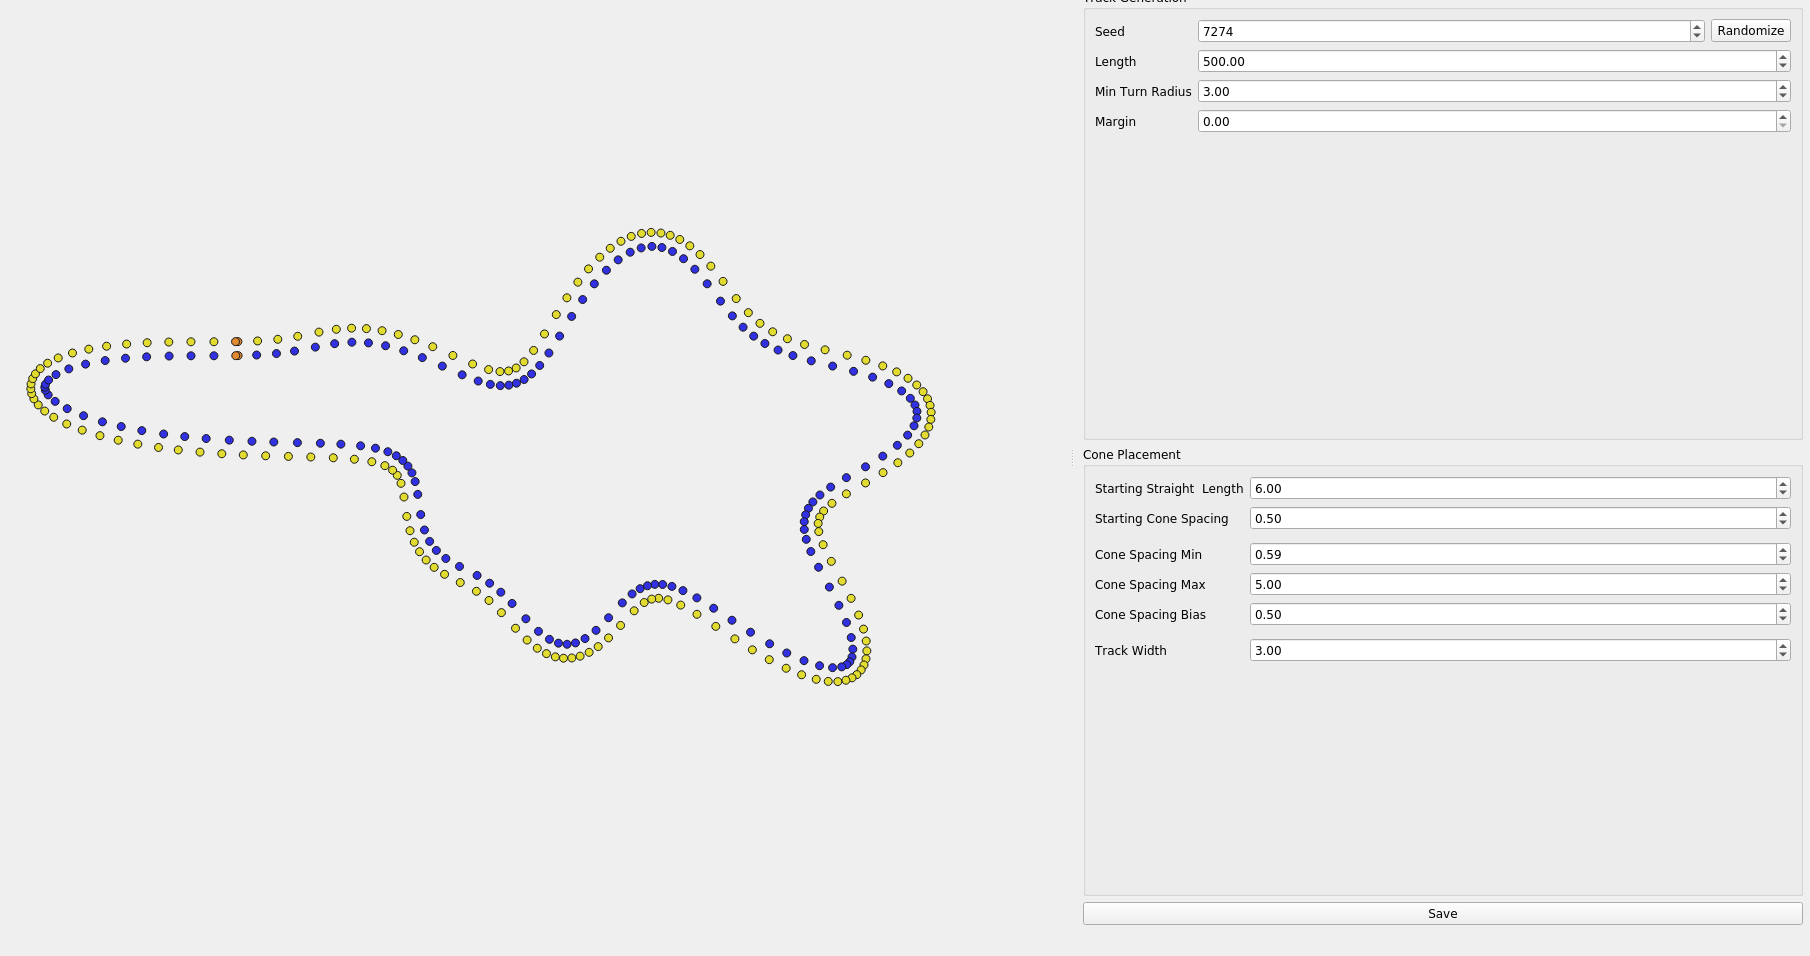 Track Generation
Seed 7274 Randomize
Length 500.00
Min Turn Radius 3.00
Margin 0.00
Cone Placement
Starting Straight Length 6.00
Starting Cone Spacing 0.50
Cone Spacing Min 0.59
Cone Spacing Max 5.00
Cone Spacing Bias 0.50
Track Width 3.00
Save